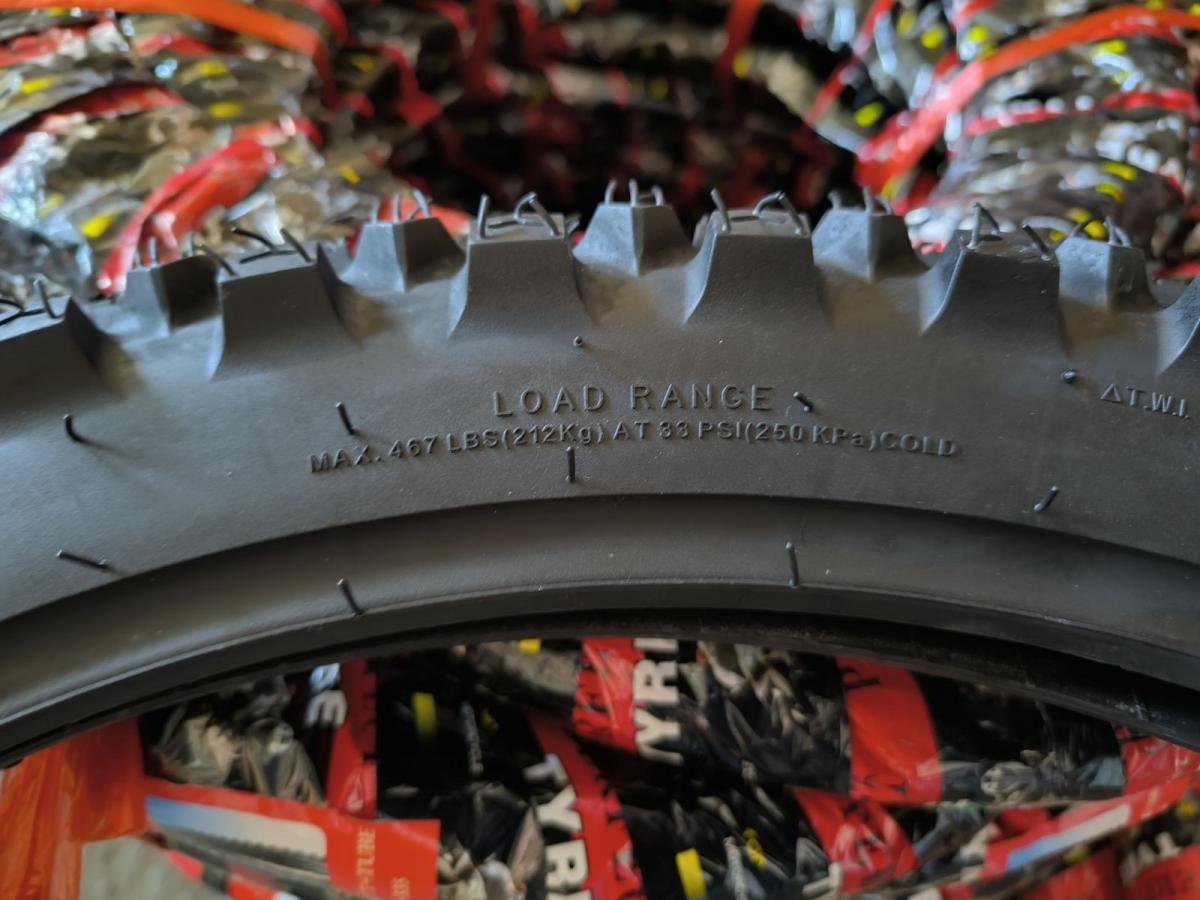 LOAD RANGE
MAX. 467 LBS(212Kg) AT 33 PSI(250 KPa)COLD
ΔT.W.I.